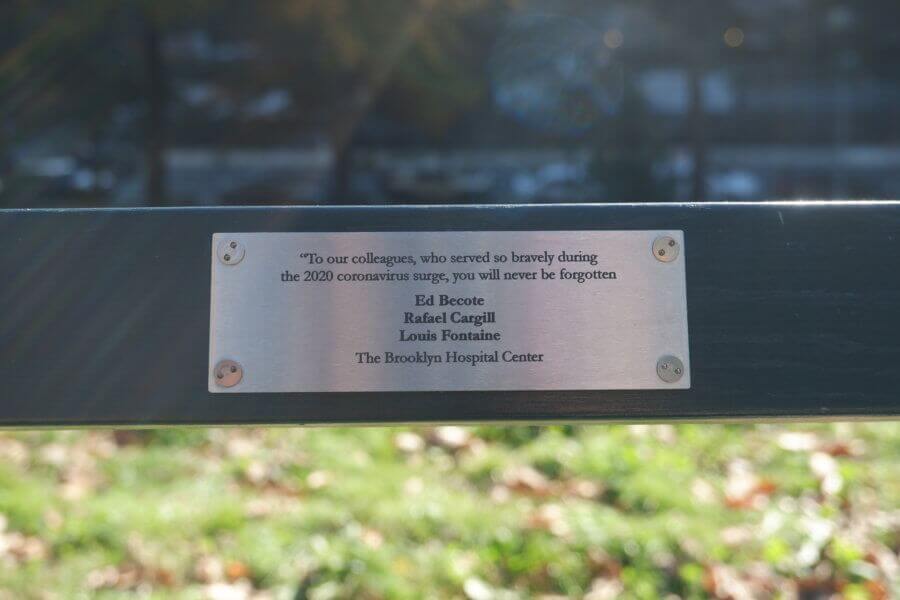 “To our colleagues, who served so bravely during
the 2020 coronavirus surge, you will never be forgotten
Ed Becote
Rafael Cargill
Louis Fontaine
The Brooklyn Hospital Center